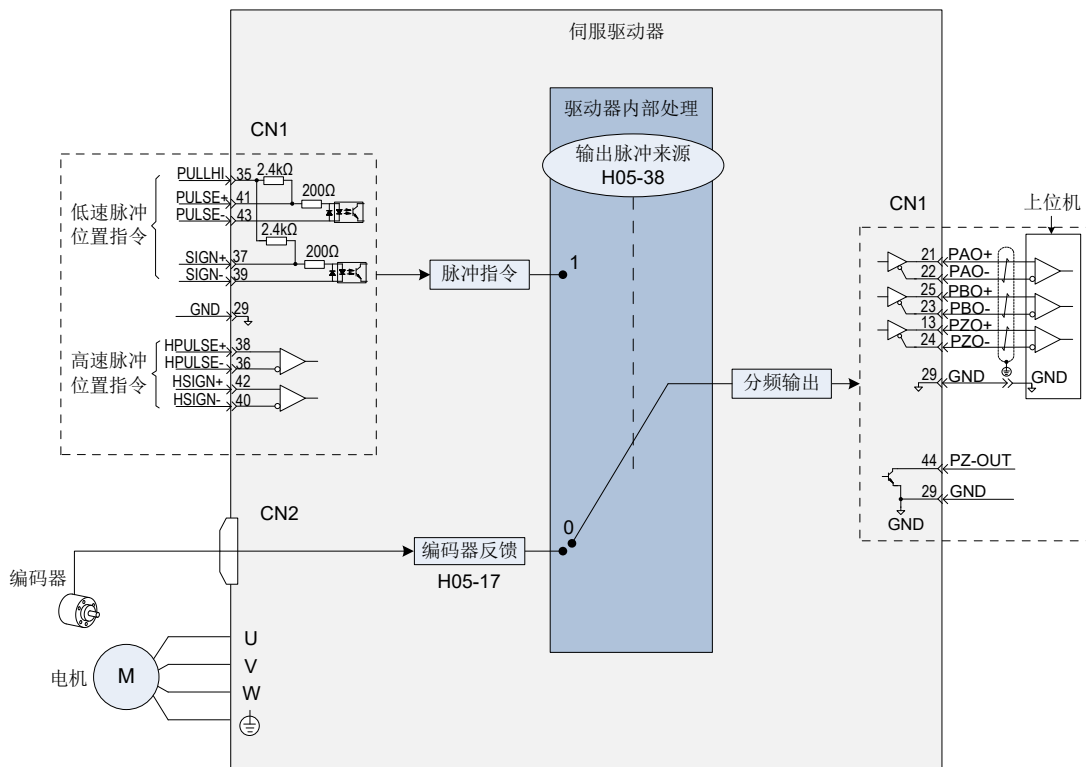 伺服驱动器
驱动器内部处理
输出脉冲来源
H05-38
CN1
低速脉冲
位置指令
PULLHI 35
2.4kΩ
PULSE+ 41
200Ω
PULSE- 43
2.4kΩ
SIGN+ 37
200Ω
SIGN- 39
GND 29
高速脉冲
位置指令
HPULSE+ 38
HPULSE- 36
HSIGN+ 42
HSIGN- 40
脉冲指令
1
CN2
编码器
编码器反馈
H05-17
0
电机
M
U
V
W
分频输出
CN1
上位机
21 PAO+
22 PAO-
25 PBO+
23 PBO-
13 PZO+
24 PZO-
29 GND
GND
44 PZ-OUT
29 GND
GND